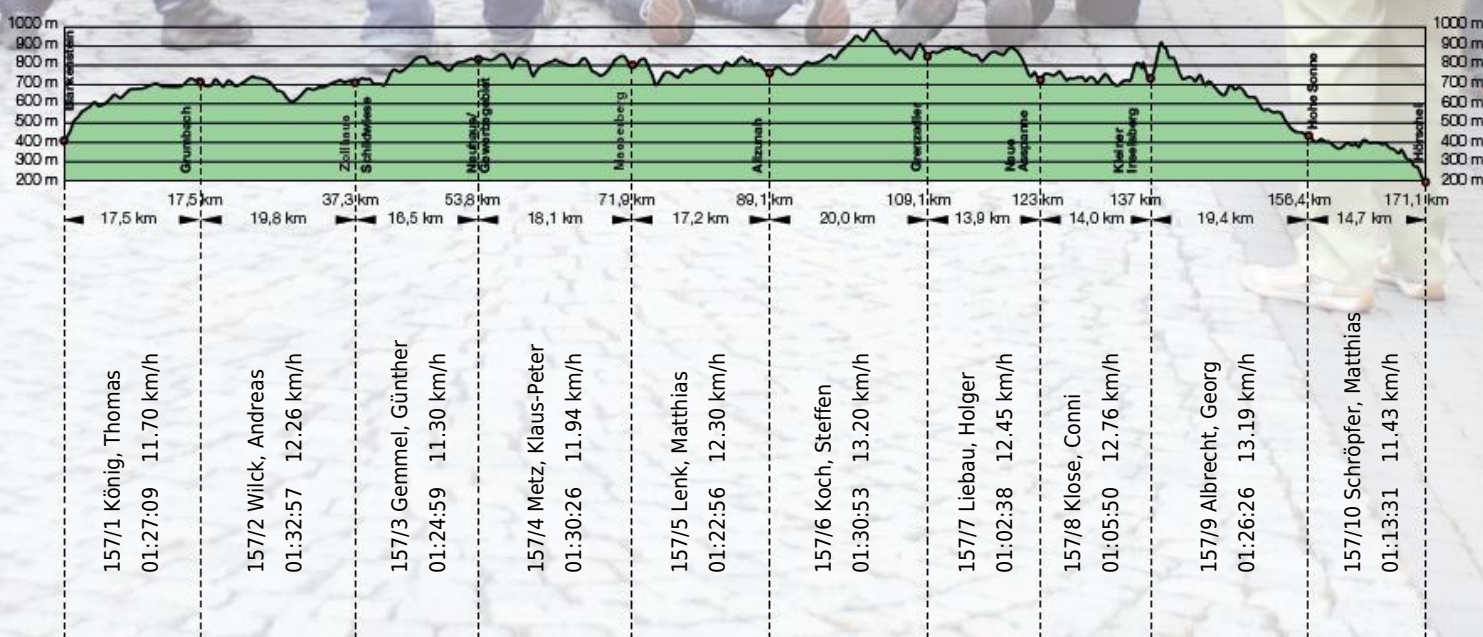 1000 m
900 m
800 m
700 m
600 m
500 m
400 m
300 m
200 m
1000 m
900 m
800 m
700 m
600 m
500 m
400 m
300 m
200 m
Blankenstein
Grumbach
Zollhaus
Schildwiese
Neuhaus/
Masserberg
Allzunah
Grenzadler
Neue
Ausspanne
Kleiner
Inselsberg
Hohe Sonne
Hörschel
17,5 km
37,3 km
53,8 km
71,9 km
89,1 km
109,1 km
123 km
137 km
156,4 km
171,1 km
17,5 km
19,8 km
16,5 km
18,1 km
17,2 km
20,0 km
13,9 km
14,0 km
19,4 km
14,7 km
157/1 König, Thomas
01:27:09 11.70 km/h
157/2 Wilck, Andreas
01:32:57 12.26 km/h
157/3 Gemmel, Günther
01:24:59 11.30 km/h
157/4 Metz, Klaus-Peter
01:30:26 11.94 km/h
157/5 Lenk, Matthias
01:22:56 12.30 km/h
157/6 Koch, Steffen
01:30:53 13.20 km/h
157/7 Liebau, Holger
01:02:38 12.45 km/h
157/8 Klose, Conni
01:05:50 12.76 km/h
157/9 Albrecht, Georg
01:26:26 13.19 km/h
157/10 Schröpfer, Matthias
01:13:31 11.43 km/h